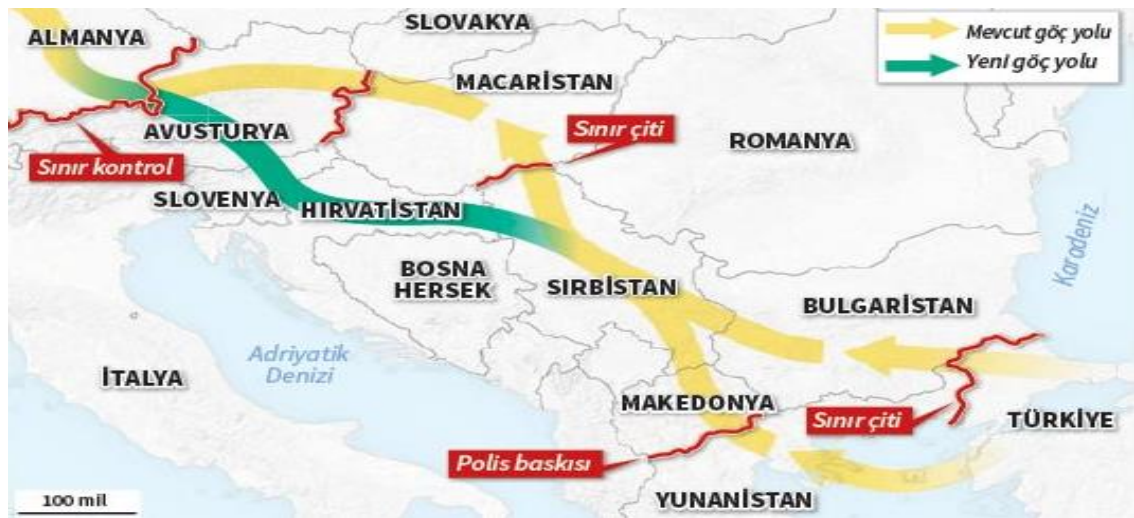 SLOVAKYA
ALMANYA
Mevcut göç yolu
Yeni göç yolu
MACARİSTAN
AVUSTURYA
Sınır çiti
ROMANYA
Sınır kontrol
SLOVENYA
HIRVATİSTAN
Karadeniz
BOSNA
HERSEK
SIRBİSTAN
BULGARİSTAN
Adriyatik
Denizi
İTALYA
MAKEDONYA
Sınır çiti
TÜRKİYE
Polis baskısı
100 mil
YUNANİSTAN